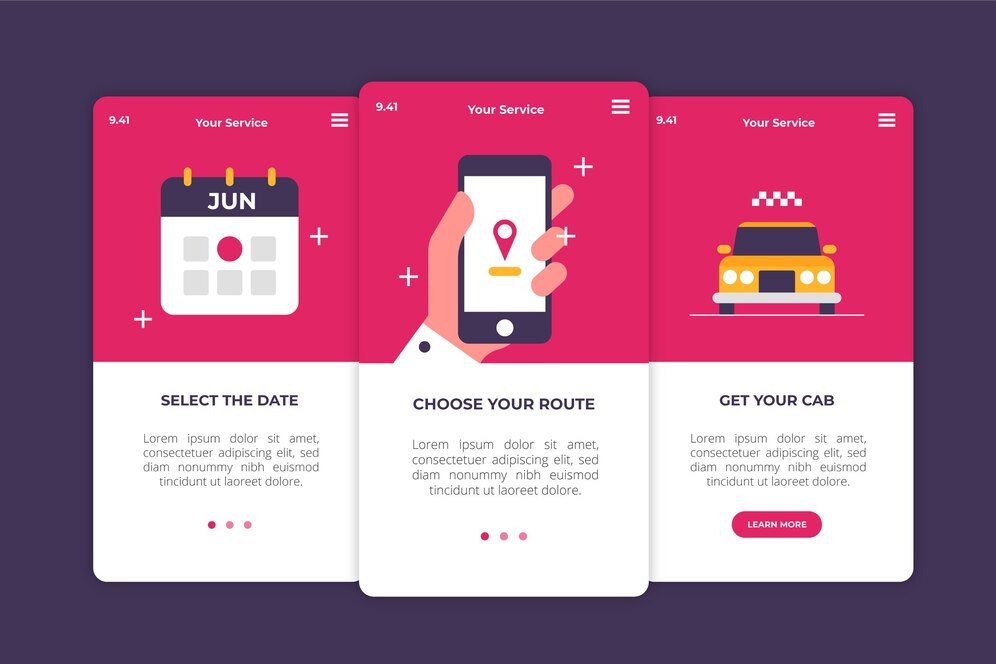 9.41
Your Service
JUN
SELECT THE DATE
Lorem ipsum dolor sit amet,
consectetuer adipiscing elit, sed
diam nonummy nibh euismod
tincidunt ut laoreet dolore.
9.41
Your Service
CHOOSE YOUR ROUTE
Lorem ipsum dolor sit amet,
consectetuer adipiscing elit, sed
diam nonummy nibh euismod
tincidunt ut laoreet dolore.
9.41
Your Service
GET YOUR CAB
Lorem ipsum dolor sit amet,
consectetuer adipiscing elit, sed
diam nonummy nibh euismod
tincidunt ut laoreet dolore.
LEARN MORE